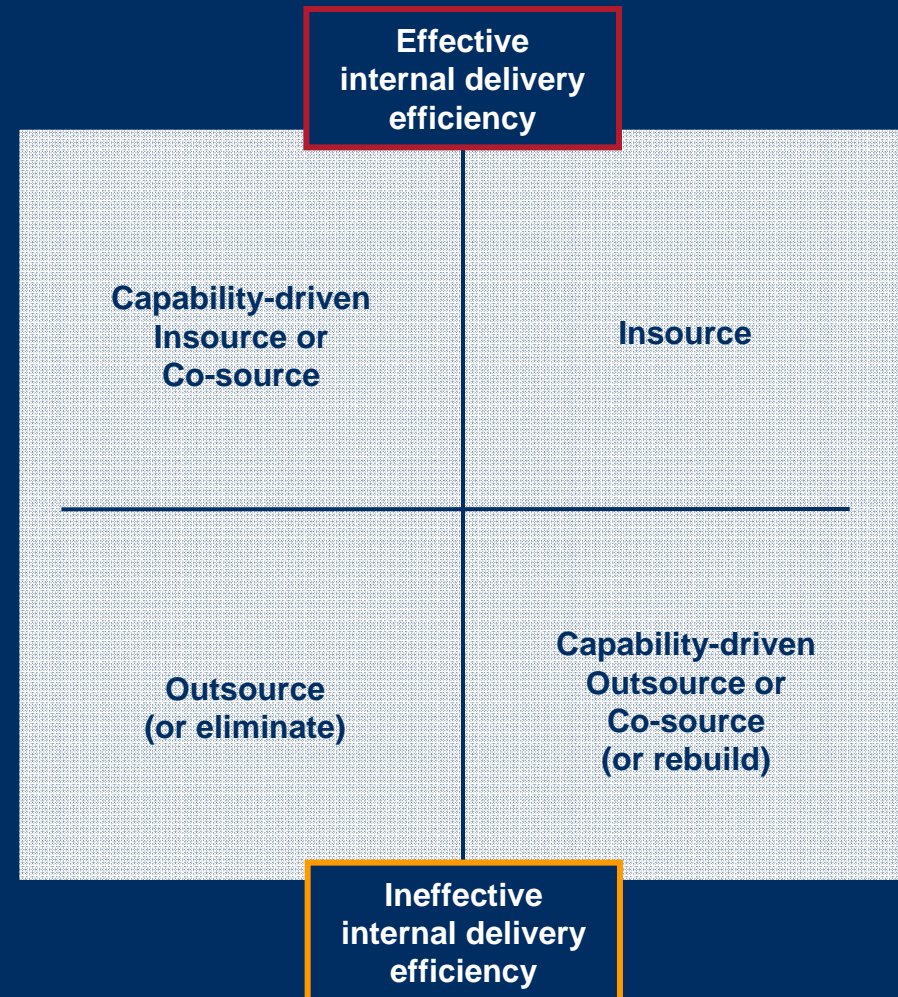 Effective
internal delivery
efficiency
Capability-driven
Insource or
Co-source
Insource
Outsource
(or eliminate)
Capability-driven
Outsource or
Co-source
(or rebuild)
Ineffective
internal delivery
efficiency